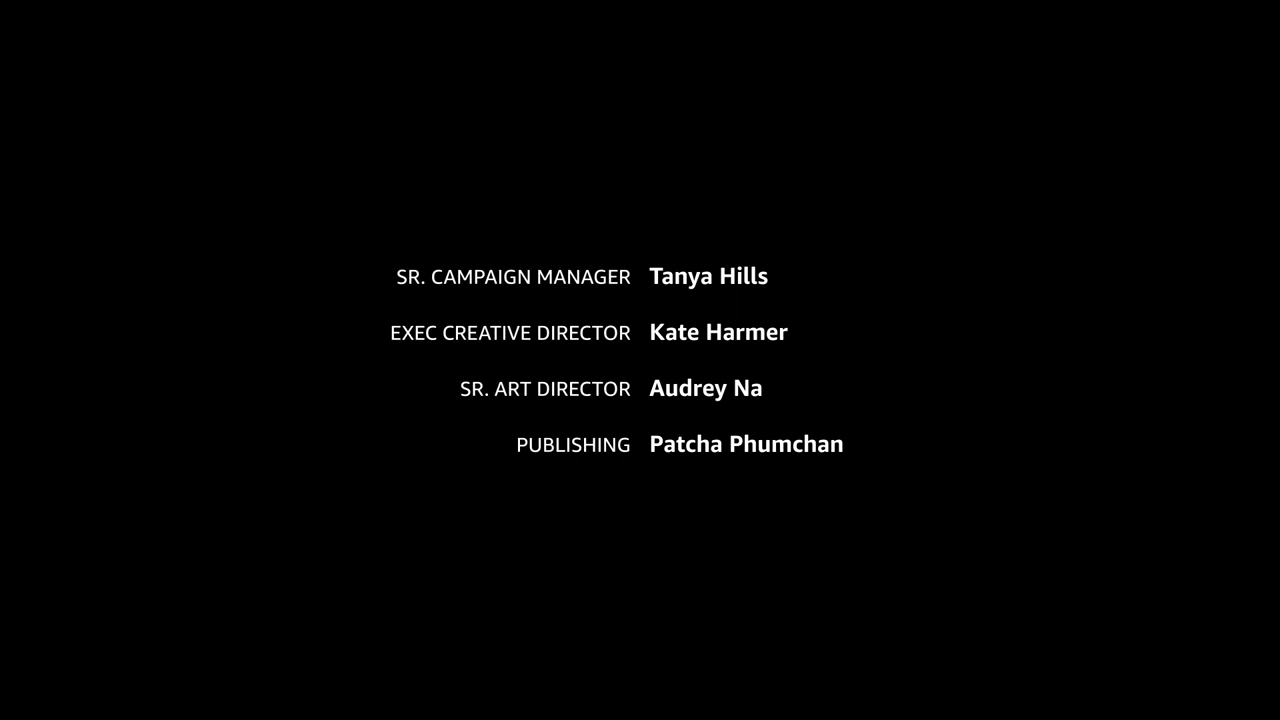 SR. CAMPAIGN MANAGER Tanya Hills
EXEC CREATIVE DIRECTOR Kate Harmer
SR. ART DIRECTOR Audrey Na
PUBLISHING Patcha Phumchan